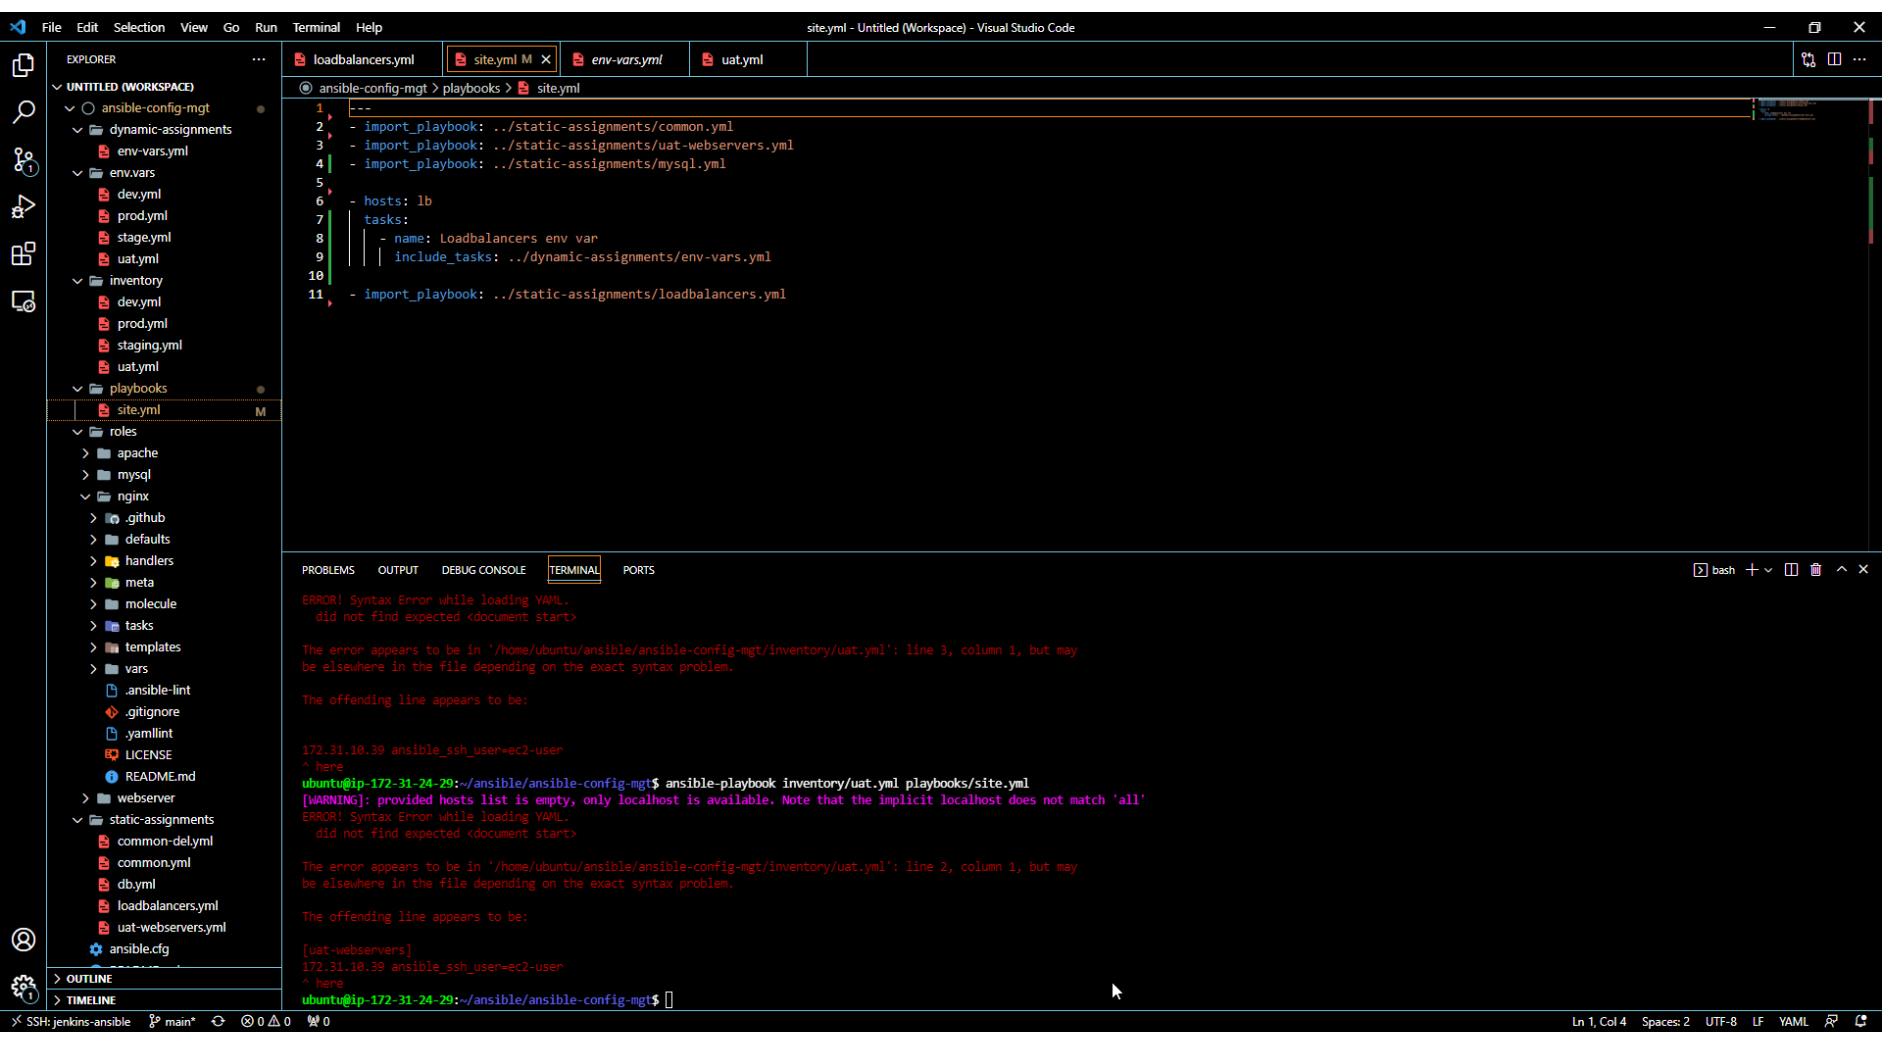 File Edit Selection View Go Run Terminal Help
site.yml - Untitled (Workspace) - Visual Studio Code
EXPLORER
UNTITLED (WORKSPACE)
ansible-config-mgt
dynamic-assignments
env-vars.yml
env.vars
dev.yml
prod.yml
stage.yml
uat.yml
inventory
dev.yml
prod.yml
staging.yml
uat.yml
playbooks
site.yml M
roles
apache
mysql
nginx
.github
defaults
handlers
meta
molecule
tasks
templates
vars
.ansible-lint
.gitignore
.yamllint
LICENSE
README.md
webserver
static-assignments
common-del.yml
common.yml
db.yml
loadbalancers.yml
uat-webservers.yml
ansible.cfg
OUTLINE
TIMELINE
loadbalancers.yml site.yml M env-vars.yml uat.yml
ansible-config-mgt > playbooks > site.yml
1 ---
2 - import_playbook: ../static-assignments/common.yml
3 - import_playbook: ../static-assignments/uat-webservers.yml
4 - import_playbook: ../static-assignments/mysql.yml
5
6 - hosts: lb
7 tasks:
8 - name: Loadbalancers env var
9 include_tasks: ../dynamic-assignments/env-vars.yml
10
11 - import_playbook: ../static-assignments/loadbalancers.yml
PROBLEMS OUTPUT DEBUG CONSOLE TERMINAL PORTS
bash
ERROR! Syntax Error while loading YAML.
did not find expected <document start>
The error appears to be in '/home/ubuntu/ansible/ansible-config-mgt/inventory/uat.yml': line 3, column 1, but may
be elsewhere in the file depending on the exact syntax problem.
The offending line appears to be:
172.31.10.39 ansible_ssh_user=ec2-user
^ here
ubuntu@ip-172-31-24-29:~/ansible/ansible-config-mgt$ ansible-playbook inventory/uat.yml playbooks/site.yml
[WARNING]: provided hosts list is empty, only localhost is available. Note that the implicit localhost does not match 'all'
ERROR! Syntax Error while loading YAML.
did not find expected <document start>
The error appears to be in '/home/ubuntu/ansible/ansible-config-mgt/inventory/uat.yml': line 2, column 1, but may
be elsewhere in the file depending on the exact syntax problem.
The offending line appears to be:
[uat-webservers]
172.31.10.39 ansible_ssh_user=ec2-user
^ here
ubuntu@ip-172-31-24-29:~/ansible/ansible-config-mgt$
SSH: jenkins-ansible main* 0 0 0
Ln 1, Col 4 Spaces: 2 UTF-8 LF YAML